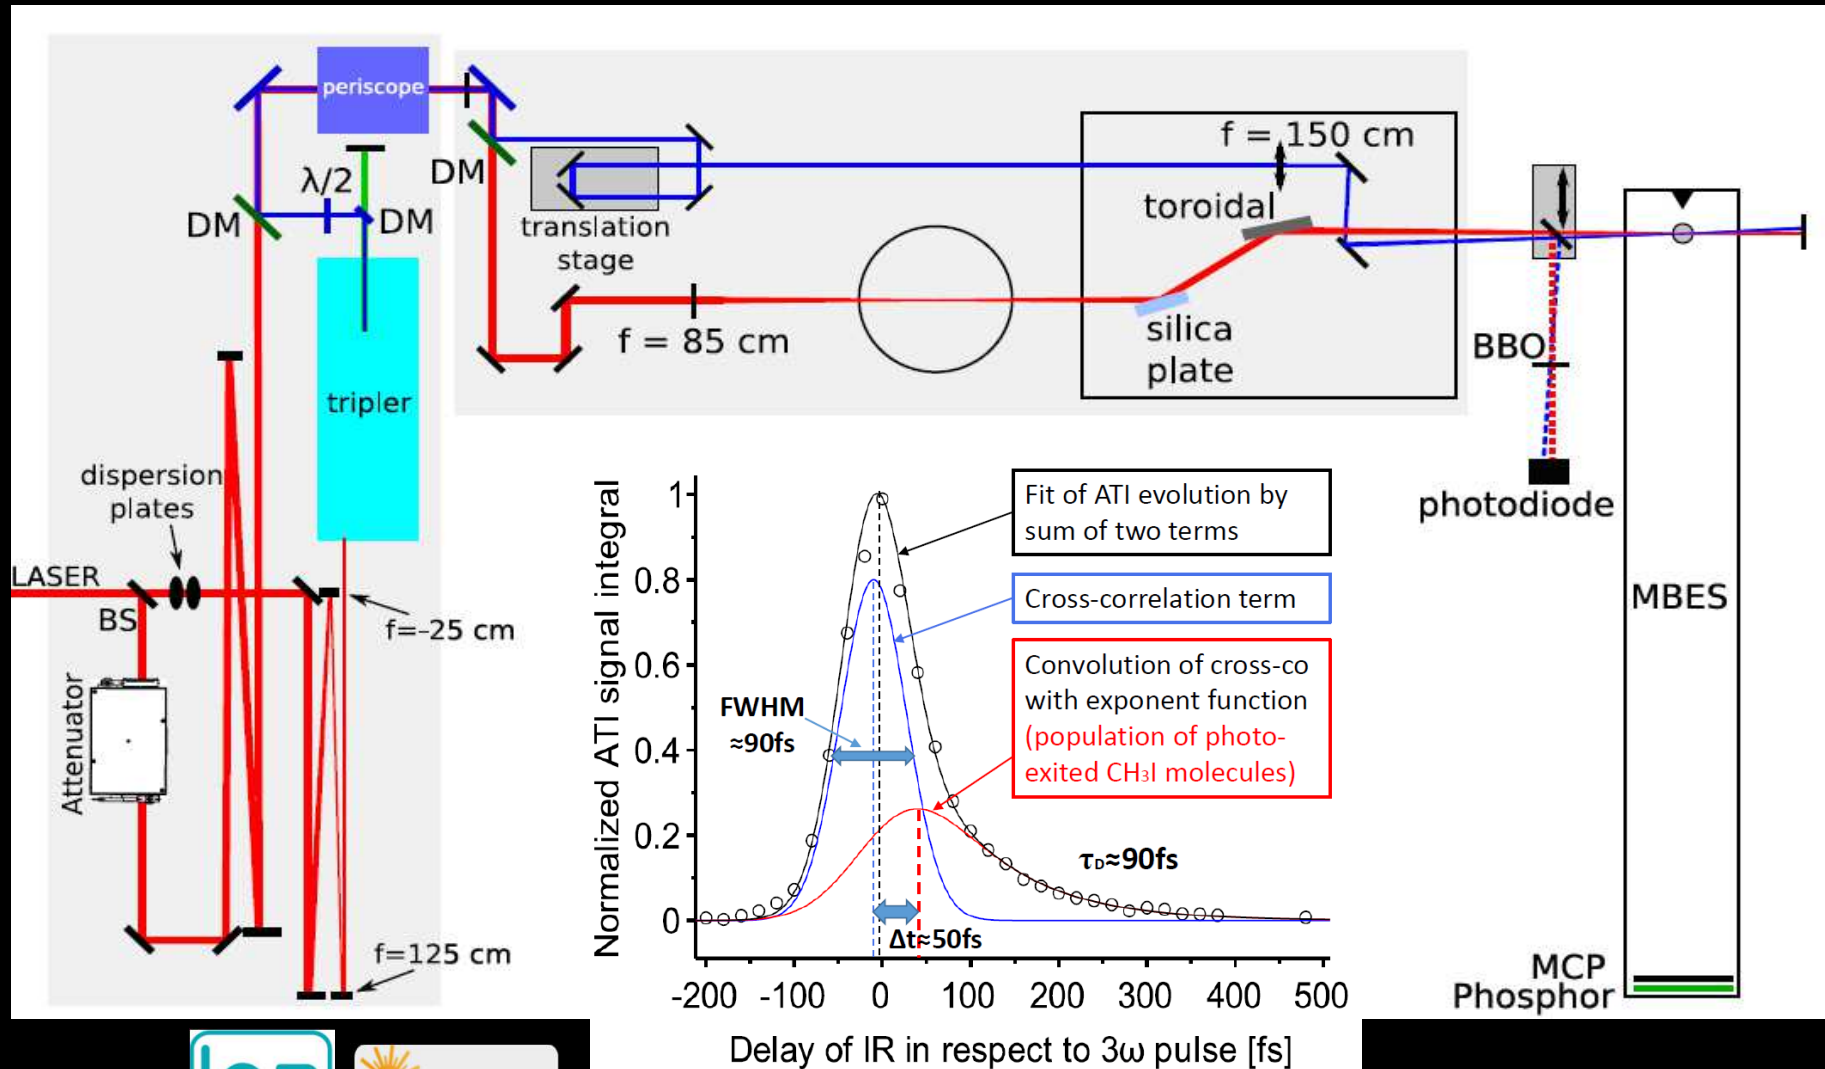 periscope
DM
λ/2
DM
DM
tripler
dispersion
plates
LASER
BS
Attenuator
f=-25 cm
f=125 cm
translation
stage
f = 85 cm
f = 150 cm
toroidal
silica
plate
BBO
photodiode
MBES
MCP
Phosphor
Normalized ATI signal integral
1
0.8
0.6
0.4
0.2
0
Fit of ATI evolution by
sum of two terms
Cross-correlation term
Convolution of cross-co
with exponent function
(population of photo-
exited CH3I molecules)
FWHM
≈90fs
τD≈90fs
Δt≈50fs
-200 -100 0 100 200 300 400 500
Delay of IR in respect to 3ω pulse [fs]